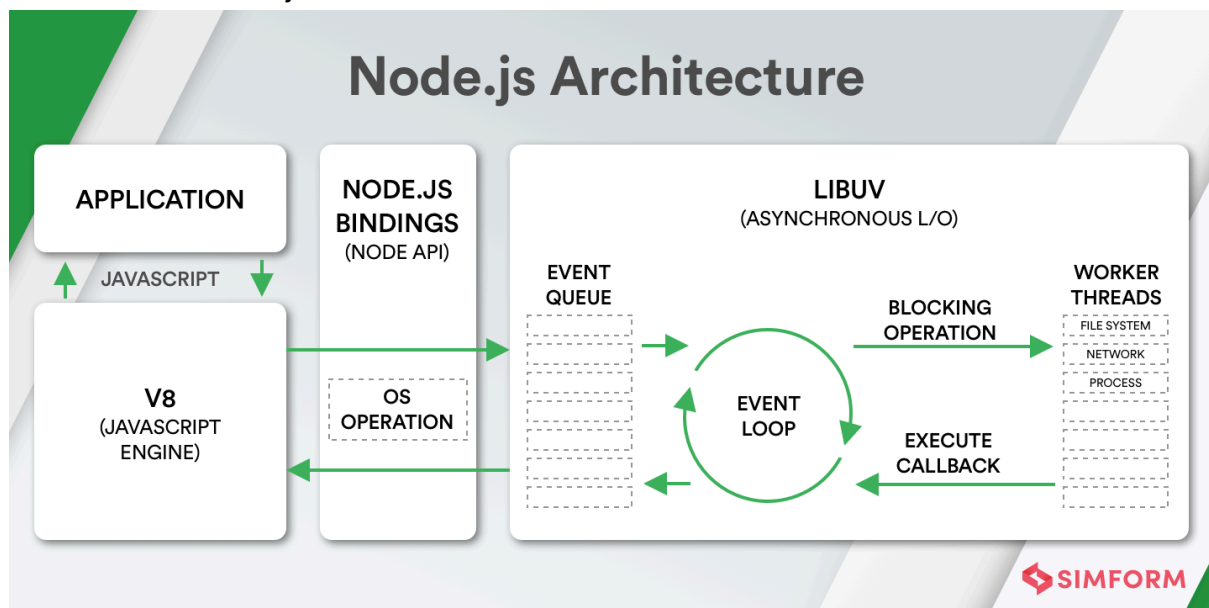 Node.js Architecture
APPLICATION
JAVASCRIPT
V8
(JAVASCRIPT
ENGINE)
NODE.JS
BINDINGS
(NODE API)
OS
OPERATION
LIBUV
(ASYNCHRONOUS L/O)
EVENT
QUEUE
EVENT
LOOP
BLOCKING
OPERATION
EXECUTE
CALLBACK
WORKER
THREADS
FILE SYSTEM
NETWORK
PROCESS
SIMFORM